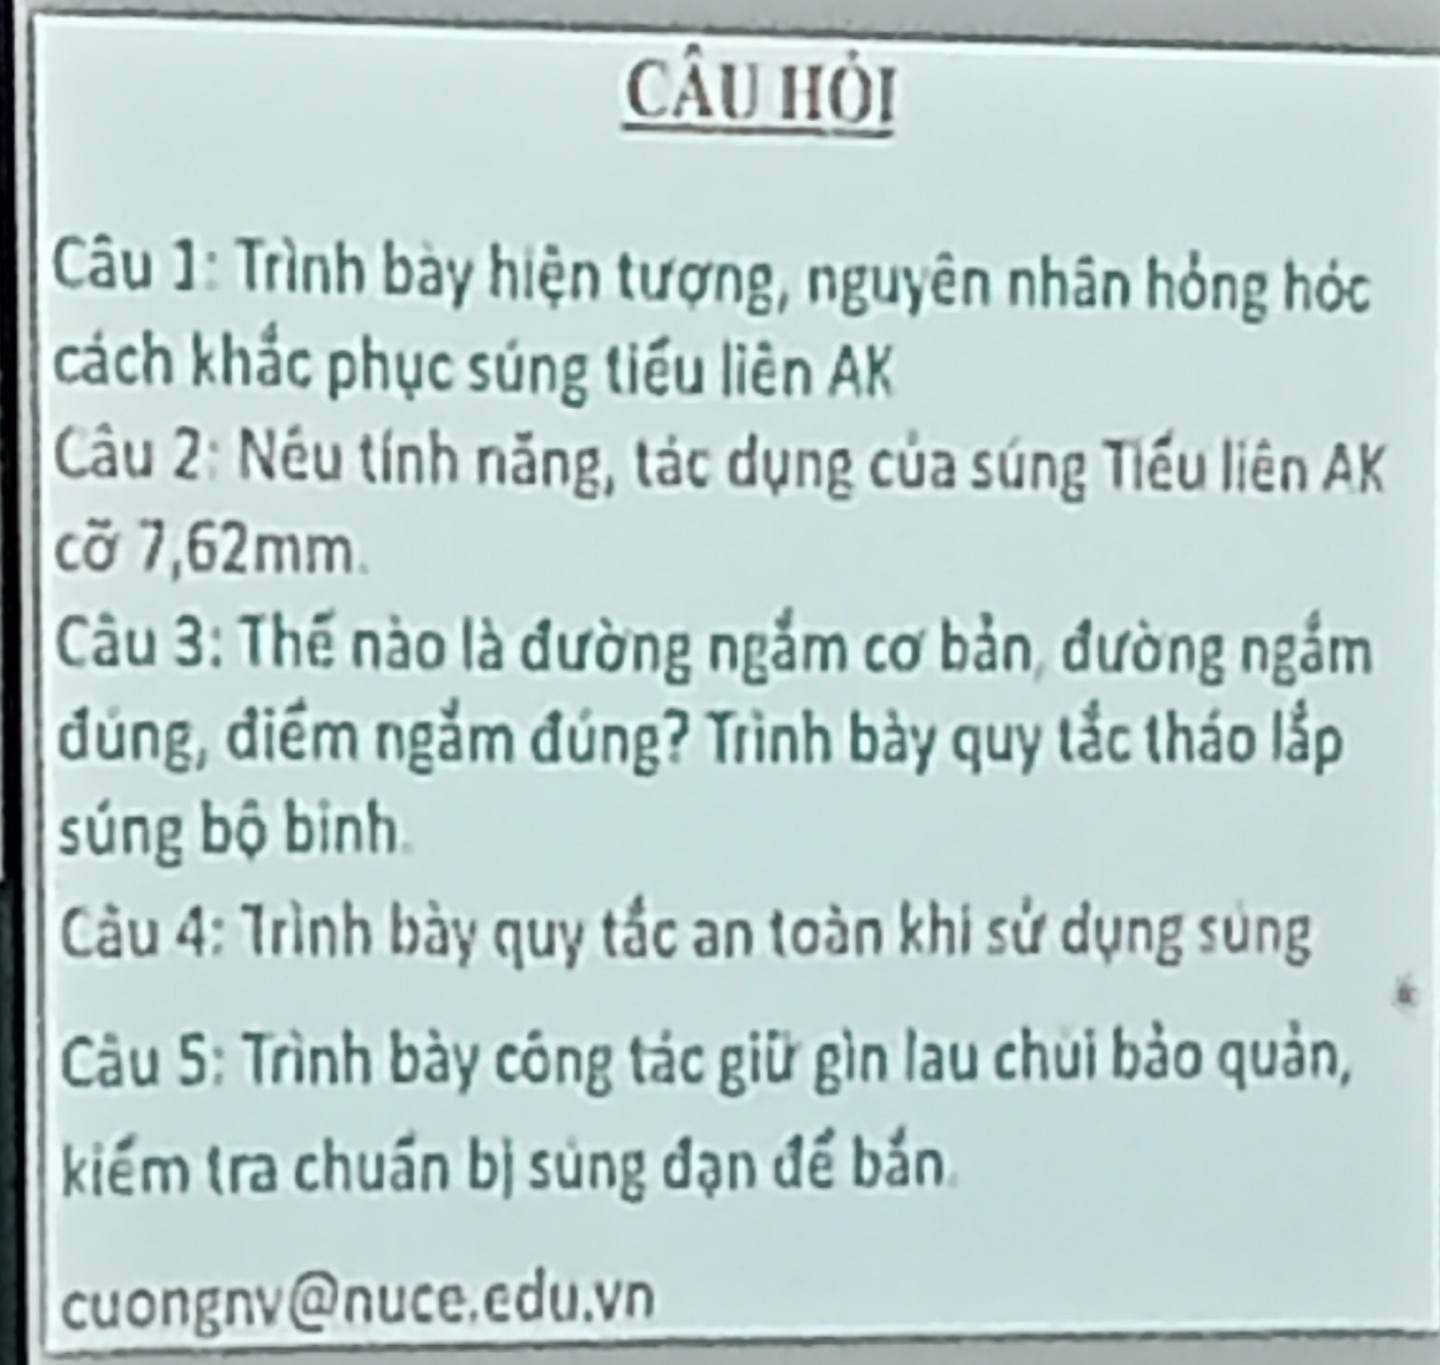 CÂU HỎI
Câu 1: Trình bày hiện tượng, nguyên nhân hỏng hóc
cách khắc phục súng tiểu liên AK
Câu 2: Nêu tính năng, tác dụng của súng Tiểu liên AK
cỡ 7,62mm.
Câu 3: Thế nào là đường ngắm cơ bản, đường ngắm
đúng, điểm ngắm đúng? Trình bày quy tắc tháo lắp
súng bộ binh.
Câu 4: Trình bày quy tắc an toàn khi sử dụng súng
Câu 5: Trình bày công tác giữ gìn lau chùi bảo quản,
kiểm tra chuẩn bị súng đạn để bắn.
cuongnv@nuce.edu.vn